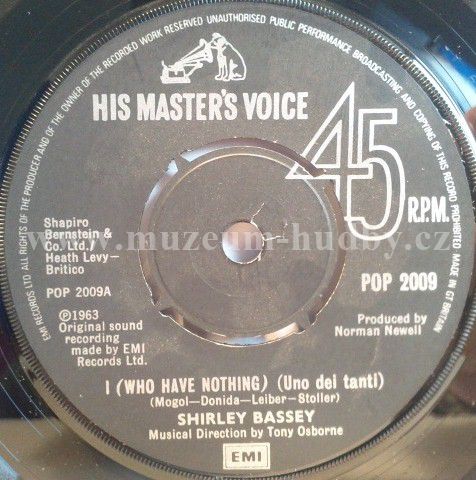 ALL RIGHTS OF THE PRODUCER AND OF THE OWNER OF THE RECORDED WORK RESERVED UNAUTHORISED PUBLIC PERFORMANCE BROADCASTING AND COPYING OF THIS RECORD PROHIBITED MADE IN GT BRITAIN
EMI RECORDS LTD.
HIS MASTER'S VOICE
45
R.P.M.
Shapiro
Bernstein &
Co. Ltd./
Heath Levy–
Britico
www.muzeum-hudby.cz
POP 2009A
POP 2009
℗1963
Original sound
recording
made by EMI
Records Ltd.
Produced by
Norman Newell
I (WHO HAVE NOTHING) (Uno dei tanti)
(Mogol–Donida–Leiber–Stoller)
SHIRLEY BASSEY
Musical Direction by Tony Osborne
EMI